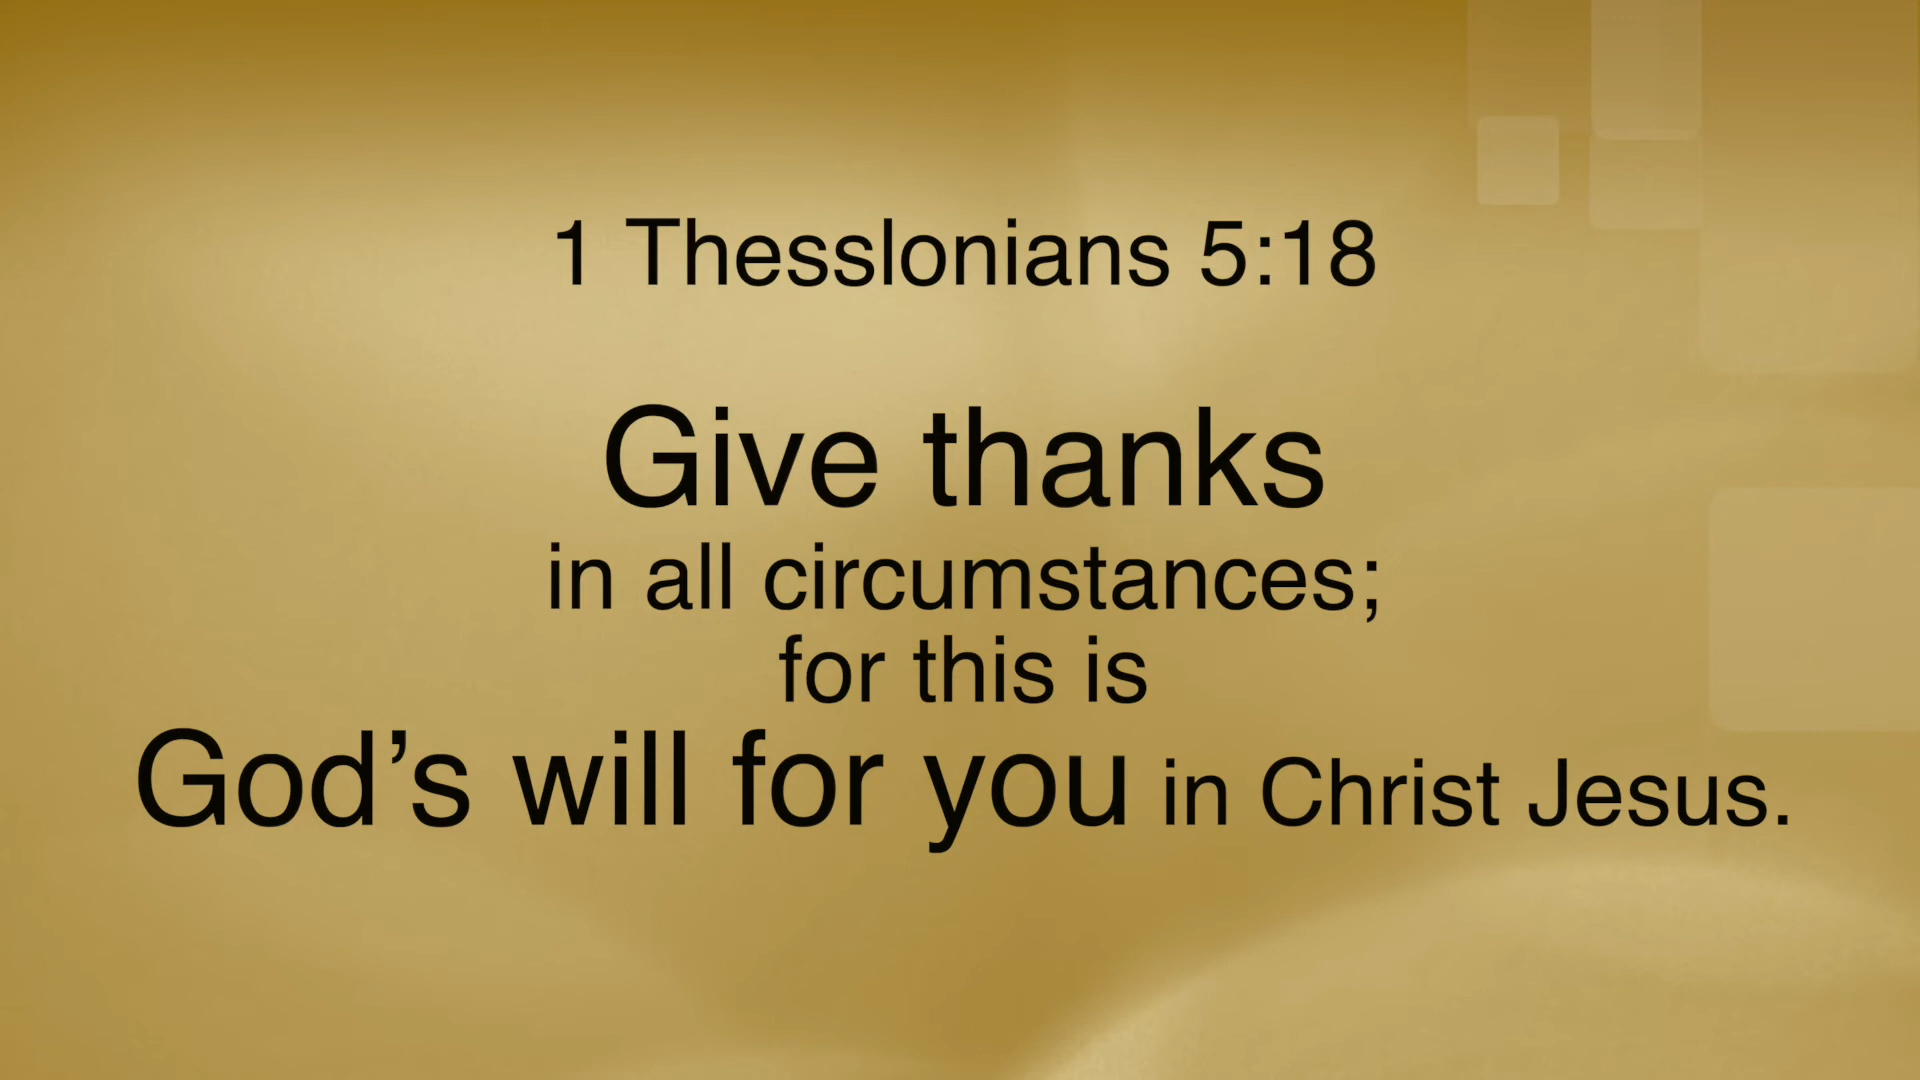 1 Thesslonians 5:18
Give thanks
in all circumstances;
for this is
God’s will for you in Christ Jesus.